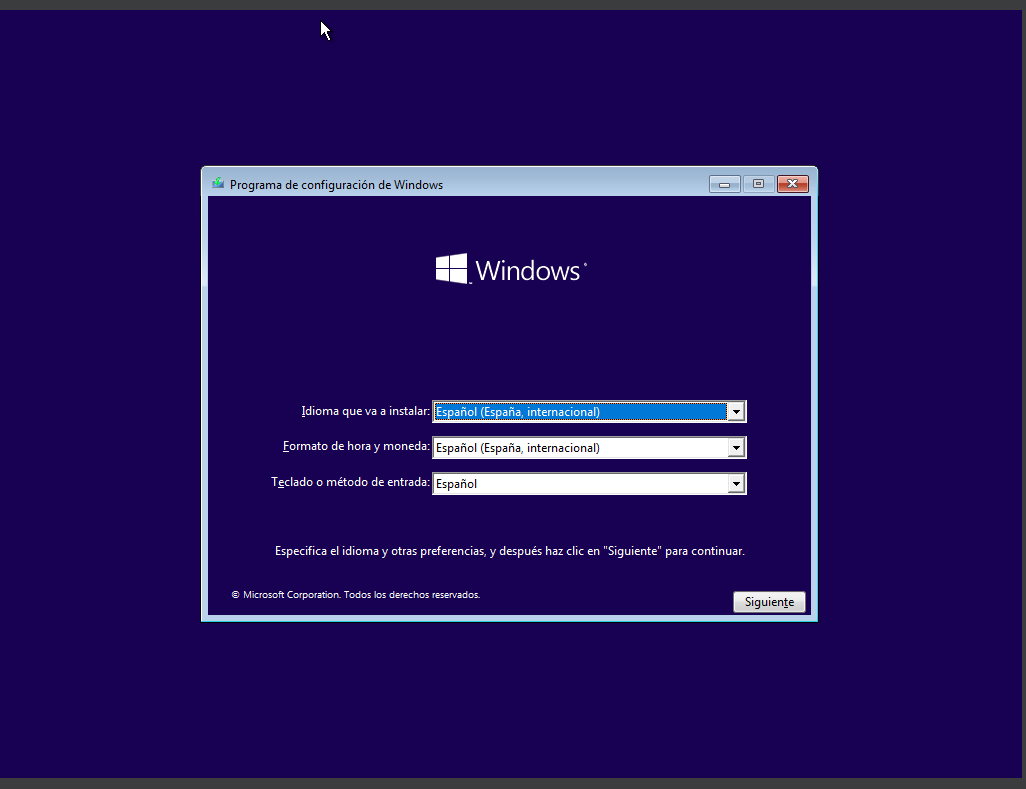 Programa de configuración de Windows
Windows
Idioma que va a instalar: Español (España, internacional)
Formato de hora y moneda: Español (España, internacional)
Teclado o método de entrada: Español
Especifica el idioma y otras preferencias, y después haz clic en "Siguiente" para continuar.
© Microsoft Corporation. Todos los derechos reservados.
Siguiente